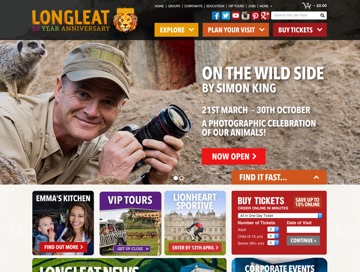 HOME | GROUPS | CORPORATE | EDUCATION | VIP TOURS | JOBS | MORE
£0.00
LONGLEAT
50 YEAR ANNIVERSARY
EXPLORE
PLAN YOUR VISIT
BUY TICKETS
ON THE WILD SIDE
BY SIMON KING
21ST MARCH - 30TH OCTOBER
A PHOTOGRAPHIC CELEBRATION
OF OUR ANIMALS!
NOW OPEN >
FIND IT FAST...
EMMA'S KITCHEN
FIND OUT MORE >
VIP TOURS
GET UP CLOSE >
LIONHEART
SPORTIVE
ENTER BY 12TH APRIL >
BUY TICKETS
ORDER ONLINE IN MINUTES
SAVE UP TO
15% ONLINE
All in One Day Ticket
Number of Tickets
Date of Visit
Adult
Child (3-15 yrs)
Senior (60+ yrs)
CONTINUE >
LONGLEAT NEWS
CORPORATE EVENTS